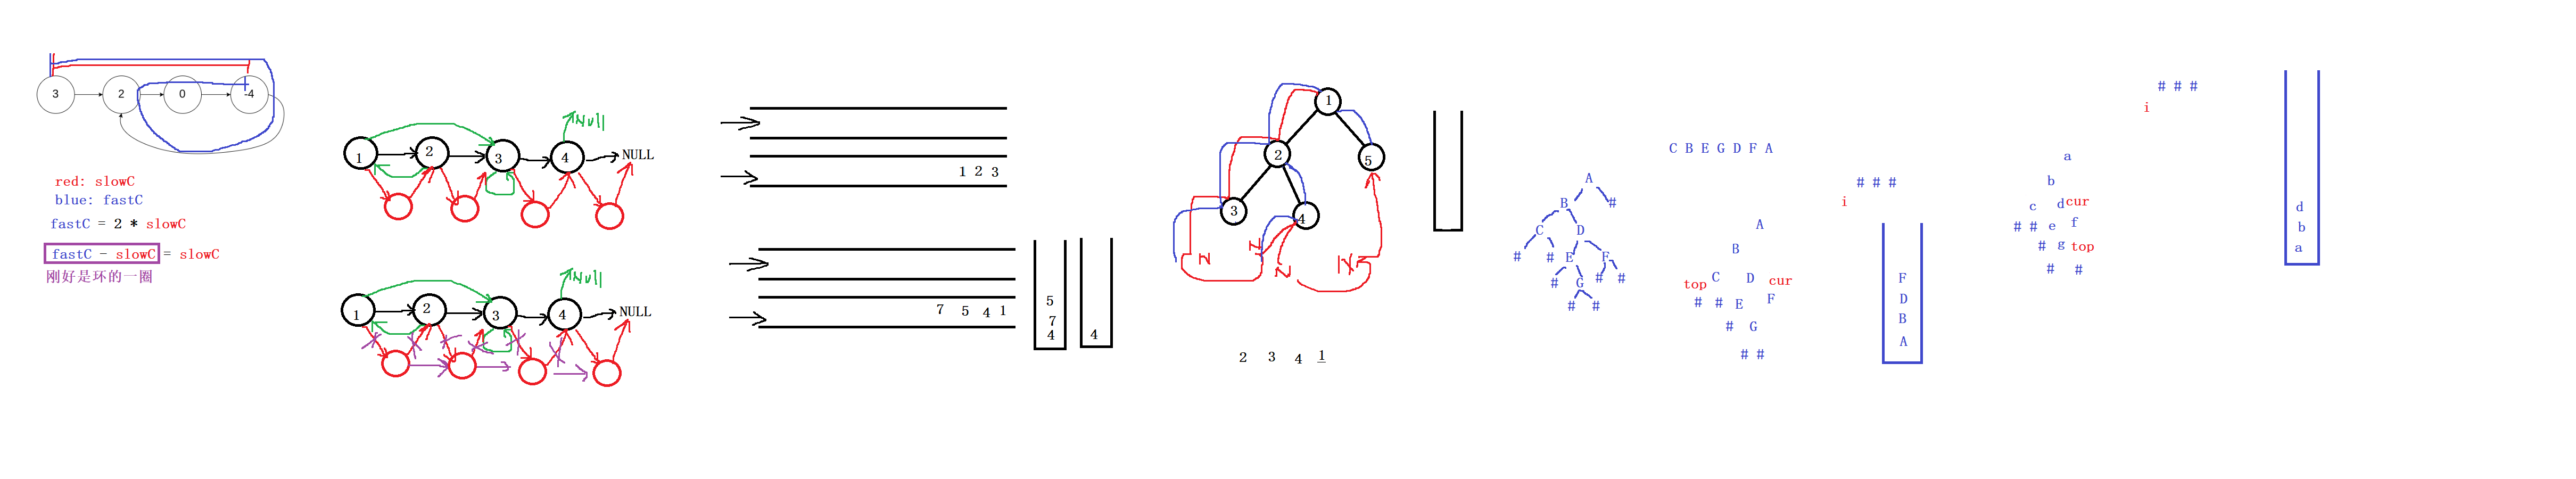 3 2 0 -4
red: slowC
blue: fastC
fastC = 2 * slowC
fastC - slowC = slowC
刚好是环的一圈
Null
1 2 3 4 NULL
Null
1 2 3 4 NULL
1 2 3
7 5 4 1
5
7
4
4
1
2 5
3 4
N
2 3 4 1
C B E G D F A
A
B #
C D
# # E F
# G # #
# #
A
B
top C D cur
# # E F
# G
# #
# # #
i
F
D
B
A
# # #
i
a
b
c d cur
# # e f
# g top
# #
d
b
a